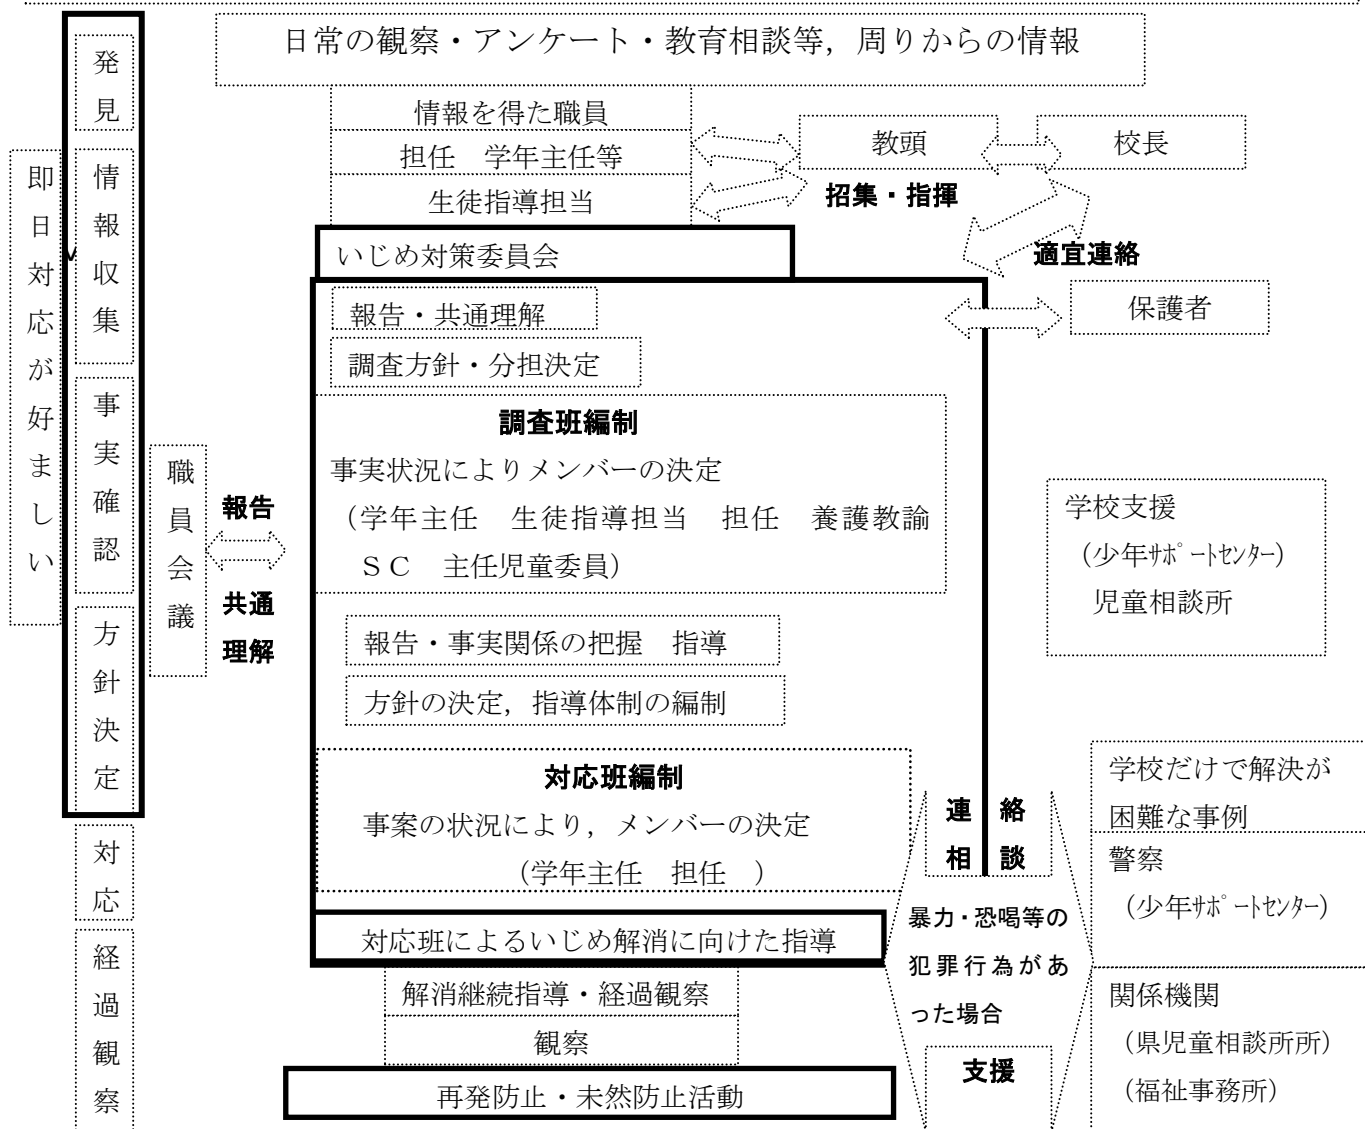 日常の観察・アンケート・教育相談等，周りからの情報
発見
情報収集
事実確認
方針決定
対応
経過観察
即日対応が好ましい
情報を得た職員
担任　学年主任等
生徒指導担当
教頭
校長
招集・指揮
適宜連絡
保護者
いじめ対策委員会
報告・共通理解
調査方針・分担決定
調査班編制
事実状況によりメンバーの決定
（学年主任　生徒指導担当　担任　養護教諭
ＳＣ　主任児童委員）
職員会議
報告
共通
理解
報告・事実関係の把握　指導
方針の決定，指導体制の編制
対応班編制
事案の状況により，メンバーの決定
（学年主任　担任　）
対応班によるいじめ解消に向けた指導
解消継続指導・経過観察
観察
再発防止・未然防止活動
学校支援
（少年ｻﾎﾟｰﾄｾﾝﾀｰ）
児童相談所
連絡
相談
暴力・恐喝等の
犯罪行為があ
った場合
支援
学校だけで解決が
困難な事例
警察
（少年ｻﾎﾟｰﾄｾﾝﾀｰ）
関係機関
（県児童相談所所）
（福祉事務所）